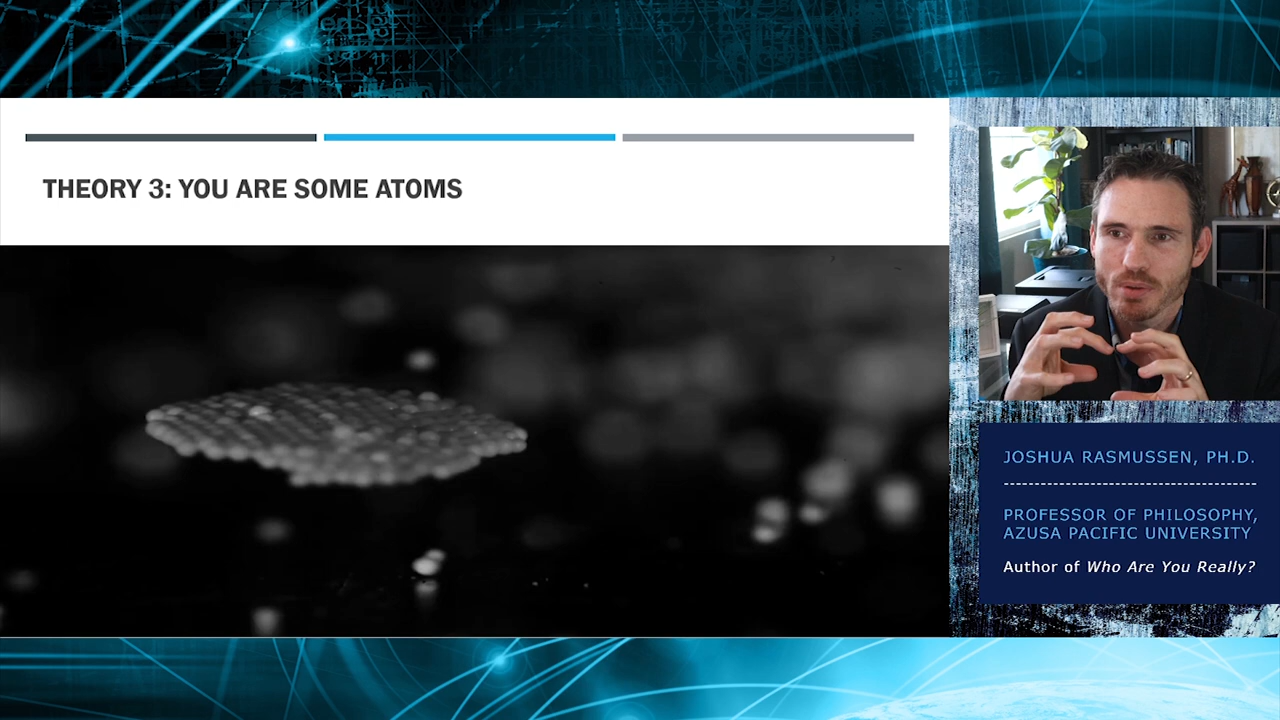 THEORY 3: YOU ARE SOME ATOMS
JOSHUA RASMUSSEN, PH.D.
-----------------------------------------
PROFESSOR OF PHILOSOPHY,
AZUSA PACIFIC UNIVERSITY
Author of Who Are You Really?